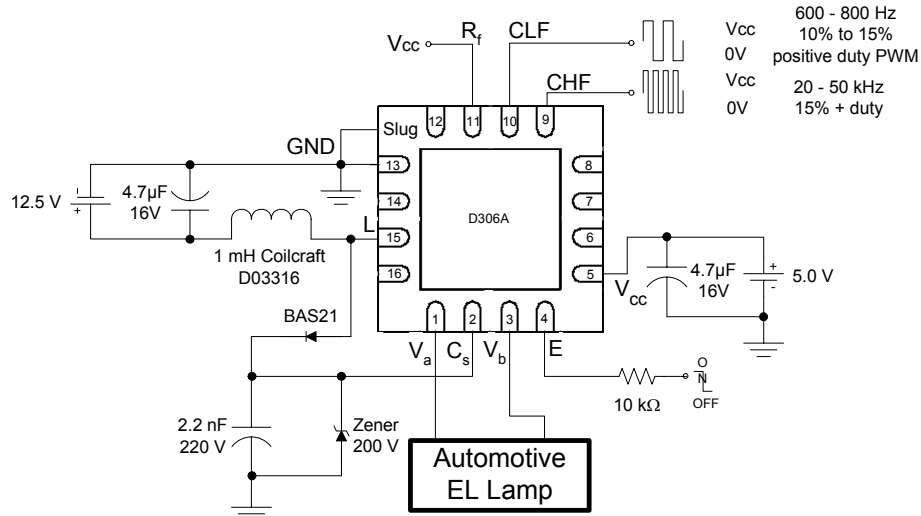 600 - 800 Hz
Vcc
10% to 15%
0V
positive duty PWM
Vcc
20 - 50 kHz
0V
15% + duty
Vcc
Rf
CLF
CHF
Slug
12
11
10
9
GND
13
14
15
16
8
7
6
5
D306A
12.5 V
-
+
4.7µF
16V
L
1 mH Coilcraft
D03316
BAS21
1
2
3
4
Va
Cs
Vb
E
Vcc
4.7µF
16V
+
-
5.0 V
10 kΩ
ON
OFF
2.2 nF
220 V
Zener
200 V
Automotive
EL Lamp